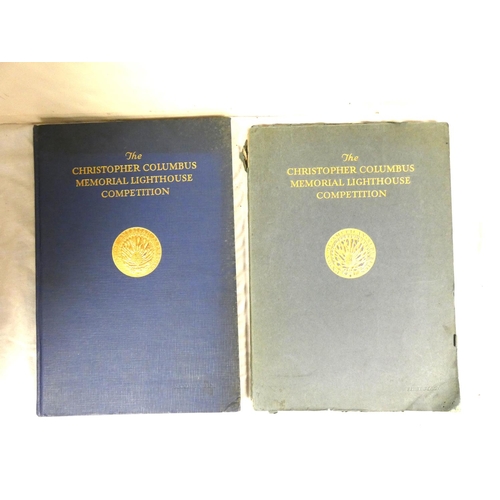 The
CHRISTOPHER COLUMBUS
MEMORIAL LIGHTHOUSE
COMPETITION
The
CHRISTOPHER COLUMBUS
MEMORIAL LIGHTHOUSE
COMPETITION